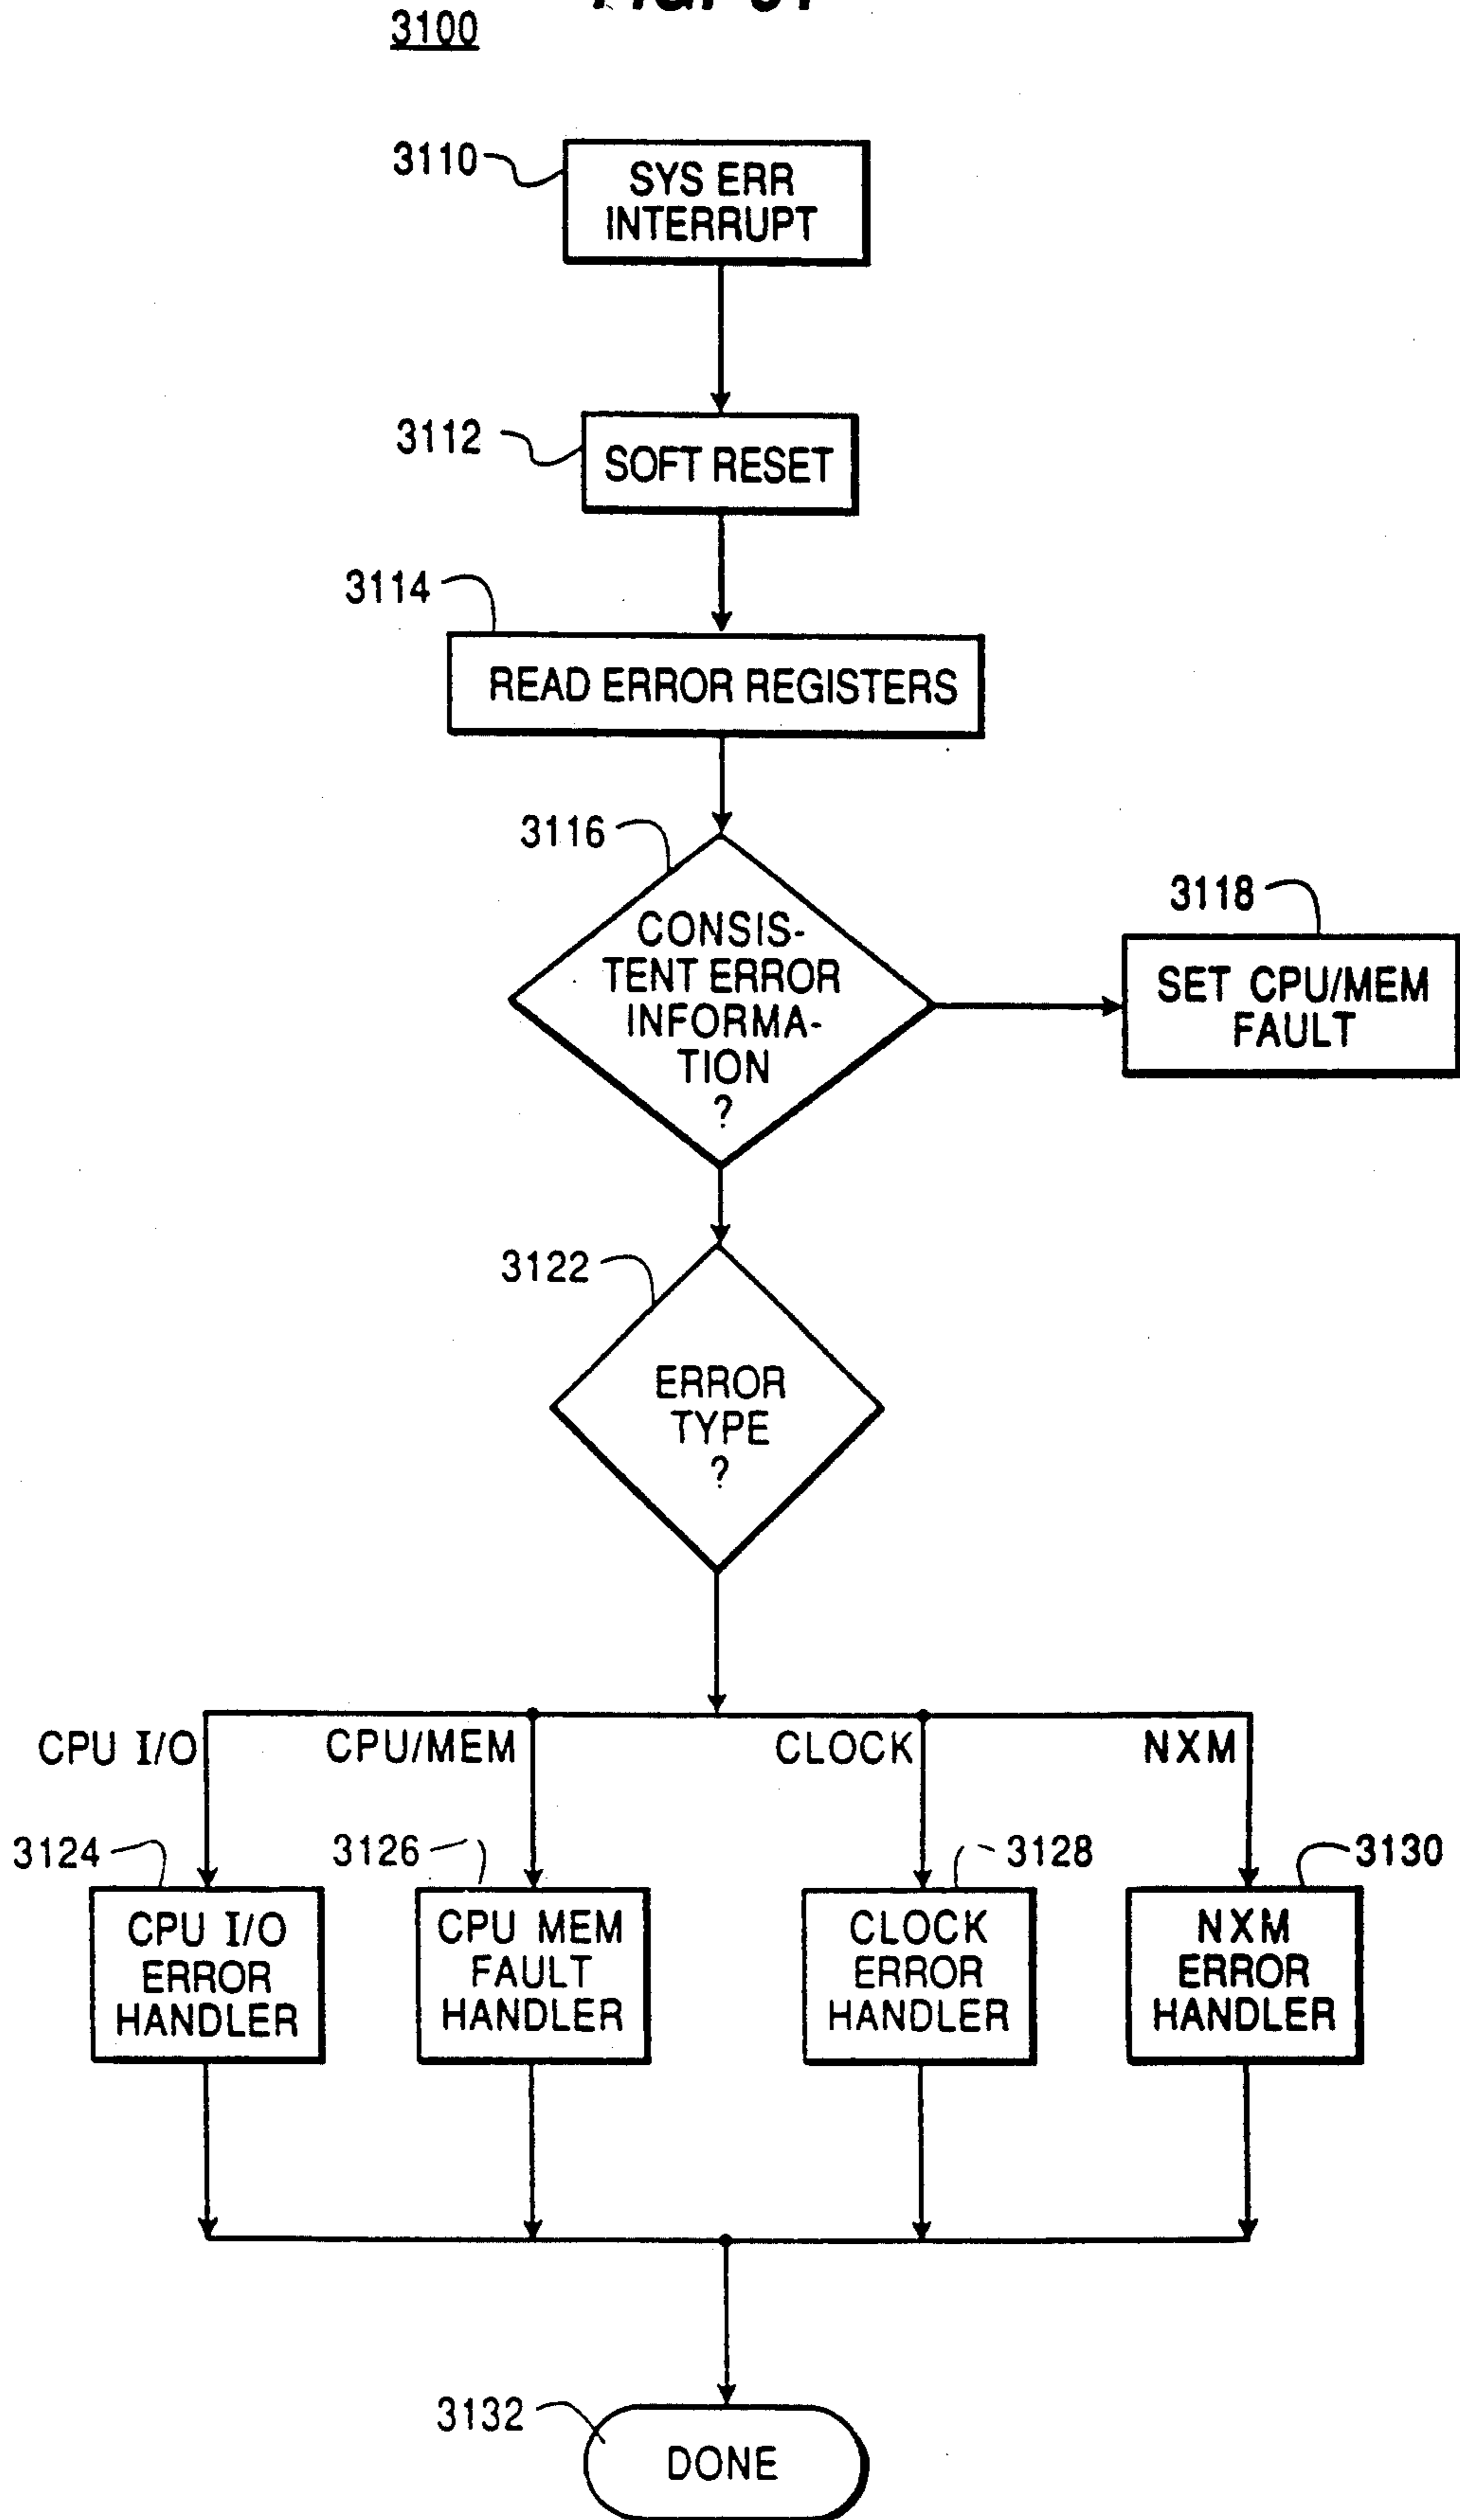 3100
3110
SYS ERR
INTERRUPT
3112
SOFT RESET
3114
READ ERROR REGISTERS
3116
CONSIS-
TENT ERROR
INFORMA-
TION
?
3118
SET CPU/MEM
FAULT
3122
ERROR
TYPE
?
CPU I/O
CPU/MEM
CLOCK
NXM
3124
3126
3128
3130
CPU I/O
ERROR
HANDLER
CPU MEM
FAULT
HANDLER
CLOCK
ERROR
HANDLER
NXM
ERROR
HANDLER
3132
DONE